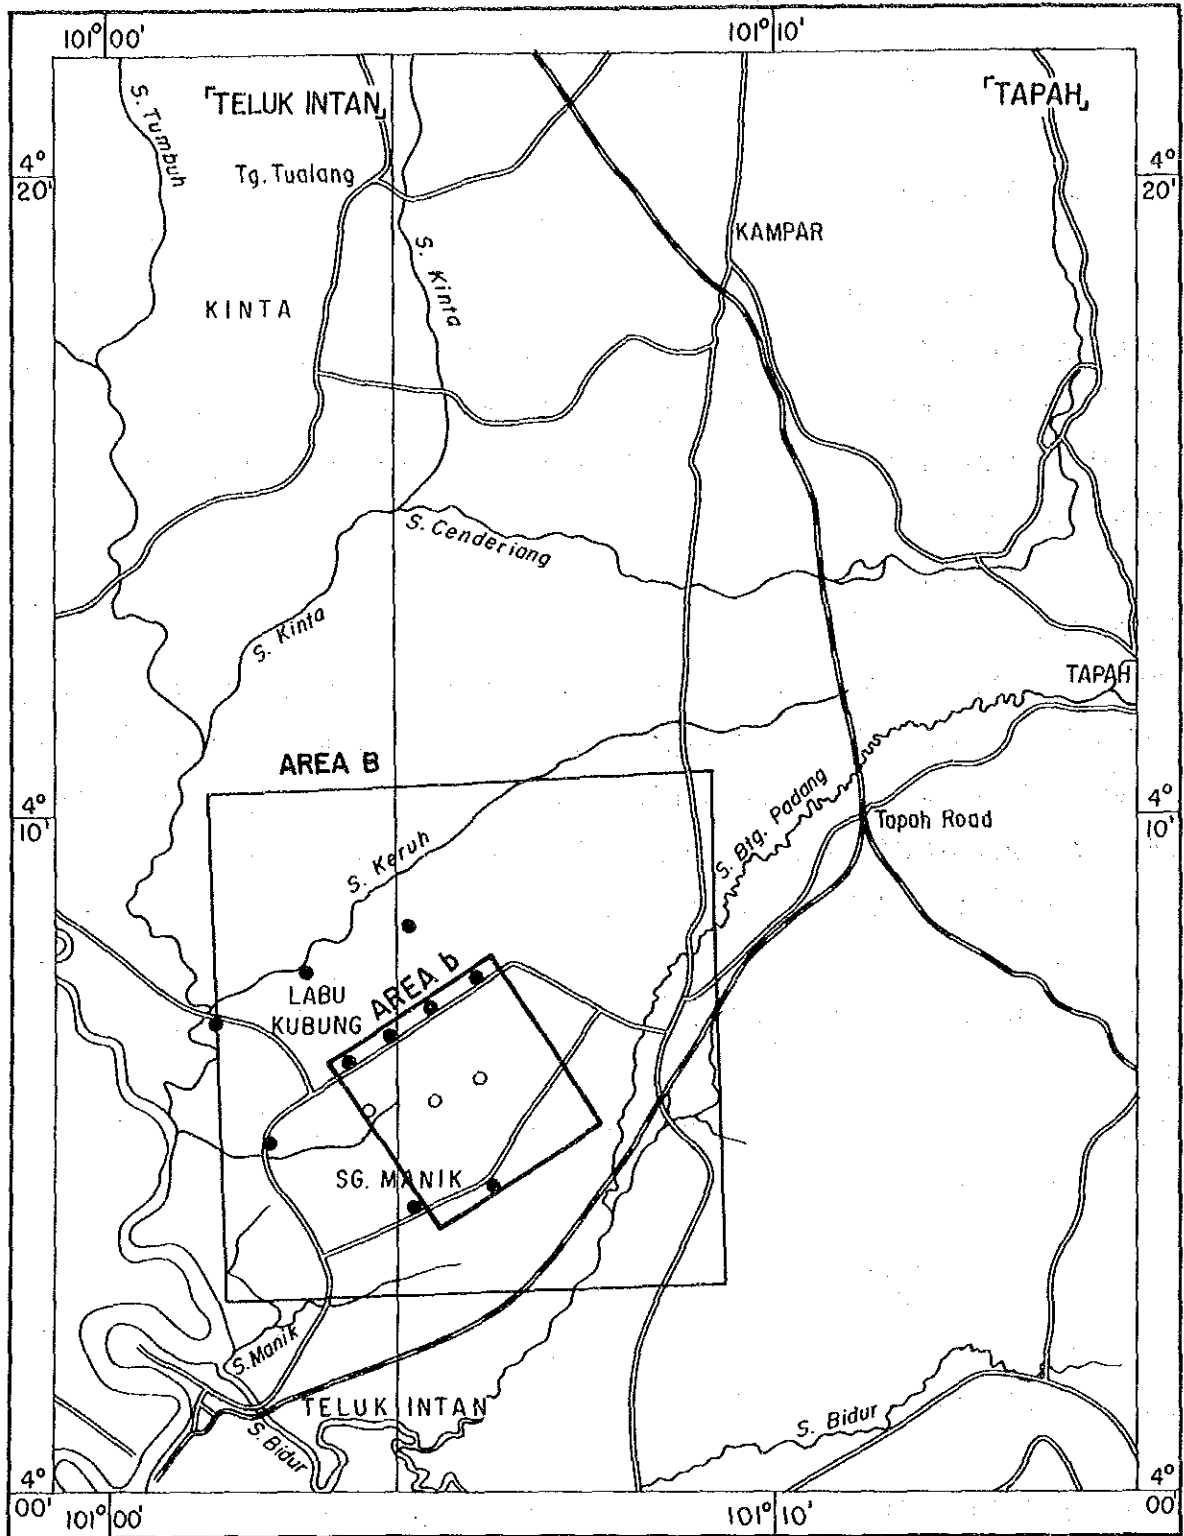 101°00'
101°10'
「TELUK INTAN」
「TAPAH」
S. Tumbuh
4°
20'
Tg. Tualang
4°
20'
KAMPAR
S. Kinta
KINTA
S. Cenderiang
S. Kinta
TAPAH
AREA B
S. Btg. Padang
4°
10'
4°
10'
Tapah Road
S. Keruh
AREA b
LABU
KUBUNG
SG. MANIK
S. Manik
TELUK INTAN
S. Bidur
S. Bidur
4°
00'
4°
00'
101°00'
101°10'